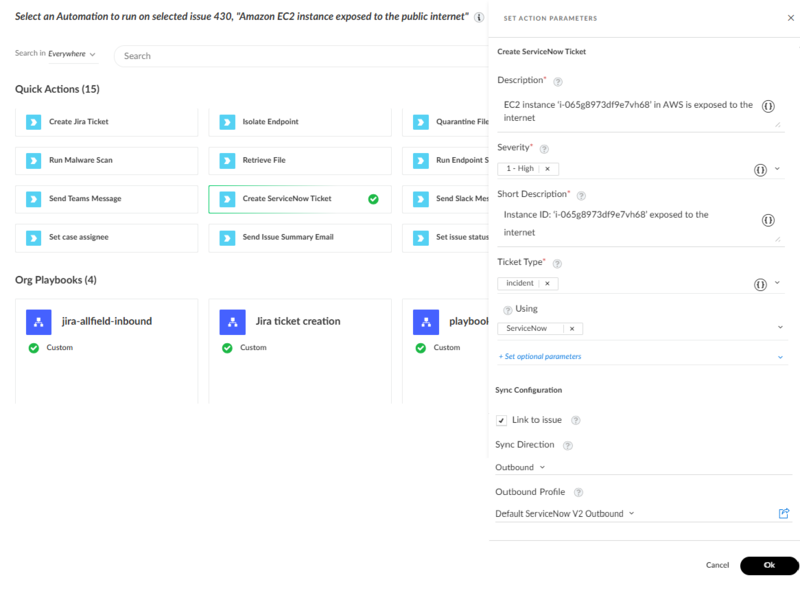 Select an Automation to run on selected issue 430, "Amazon EC2 instance exposed to the public internet"
Search in Everywhere
Search
Quick Actions (15)
Create Jira Ticket
Isolate Endpoint
Quarantine File
Run Malware Scan
Retrieve File
Run Endpoint S
Send Teams Message
Create ServiceNow Ticket
Send Slack Mes
Set case assignee
Send Issue Summary Email
Set issue status
Org Playbooks (4)
jira-allfield-inbound
Custom
Jira ticket creation
Custom
playbook
Custom
SET ACTION PARAMETERS
Create ServiceNow Ticket
Description*
EC2 instance 'i-065g8973df9e7vh68' in AWS is exposed to the
internet
Severity*
1 - High
Short Description*
Instance ID: 'i-065g8973df9e7vh68' exposed to the
internet
Ticket Type*
incident
Using
ServiceNow
+ Set optional parameters
Sync Configuration
Link to issue
Sync Direction
Outbound
Outbound Profile
Default ServiceNow V2 Outbound
Cancel
Ok